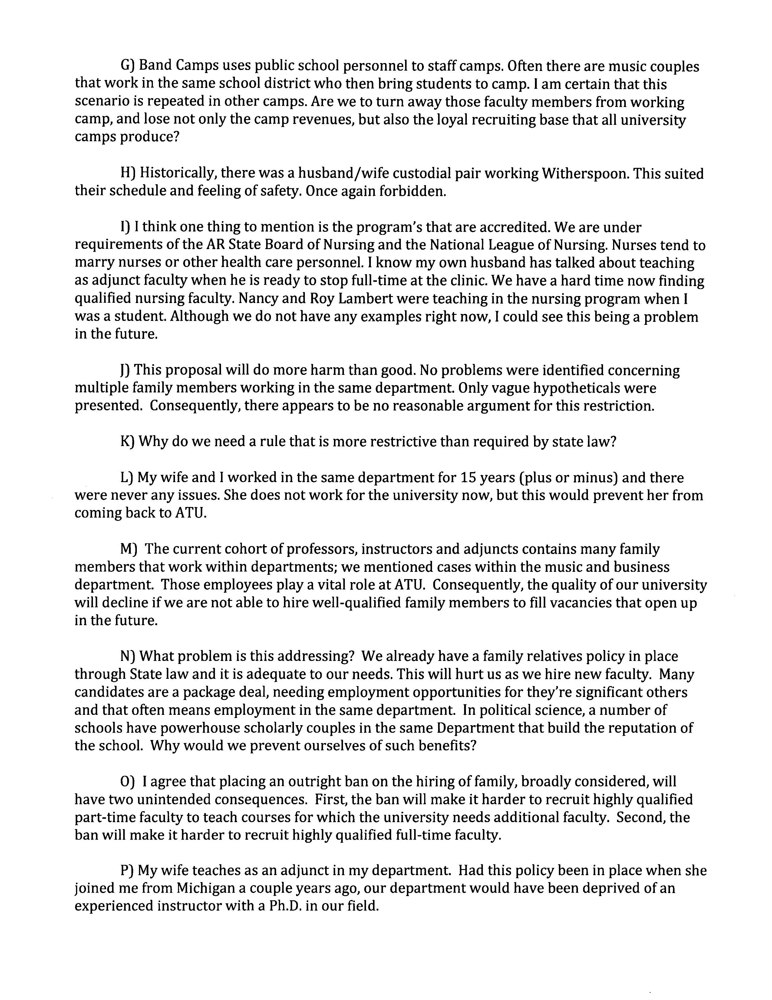 G) Band Camps uses public school personnel to staff camps. Often there are music couples
that work in the same school district who then bring students to camp. I am certain that this
scenario is repeated in other camps. Are we to turn away those faculty members from working
camp, and lose not only the camp revenues, but also the loyal recruiting base that all university
camps produce?
H) Historically, there was a husband/wife custodial pair working Witherspoon. This suited
their schedule and feeling of safety. Once again forbidden.
I) I think one thing to mention is the program's that are accredited. We are under
requirements of the AR State Board of Nursing and the National League of Nursing. Nurses tend to
marry nurses or other health care personnel. I know my own husband has talked about teaching
as adjunct faculty when he is ready to stop full-time at the clinic. We have a hard time now finding
qualified nursing faculty. Nancy and Roy Lambert were teaching in the nursing program when I
was a student. Although we do not have any examples right now, I could see this being a problem
in the future.
J) This proposal will do more harm than good. No problems were identified concerning
multiple family members working in the same department. Only vague hypotheticals were
presented.  Consequently, there appears to be no reasonable argument for this restriction.
K) Why do we need a rule that is more restrictive than required by state law?
L) My wife and I worked in the same department for 15 years (plus or minus) and there
were never any issues. She does not work for the university now, but this would prevent her from
coming back to ATU.
M)  The current cohort of professors, instructors and adjuncts contains many family
members that work within departments; we mentioned cases within the music and business
department.  Those employees play a vital role at ATU.  Consequently, the quality of our university
will decline if we are not able to hire well-qualified family members to fill vacancies that open up
in the future.
N) What problem is this addressing?  We already have a family relatives policy in place
through State law and it is adequate to our needs. This will hurt us as we hire new faculty.  Many
candidates are a package deal, needing employment opportunities for they're significant others
and that often means employment in the same department.  In political science, a number of
schools have powerhouse scholarly couples in the same Department that build the reputation of
the school.  Why would we prevent ourselves of such benefits?
O)  I agree that placing an outright ban on the hiring of family, broadly considered, will
have two unintended consequences.  First, the ban will make it harder to recruit highly qualified
part-time faculty to teach courses for which the university needs additional faculty.  Second, the
ban will make it harder to recruit highly qualified full-time faculty.
P) My wife teaches as an adjunct in my department.  Had this policy been in place when she
joined me from Michigan a couple years ago, our department would have been deprived of an
experienced instructor with a Ph.D. in our field.